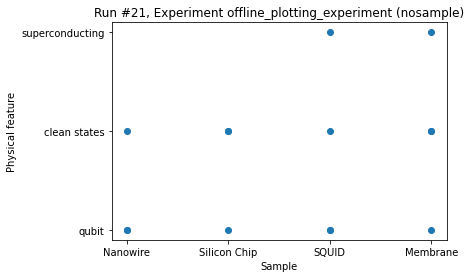 Run #21, Experiment offline_plotting_experiment (nosample)
superconducting
clean states
qubit
Physical feature
Nanowire Silicon Chip SQUID Membrane
Sample